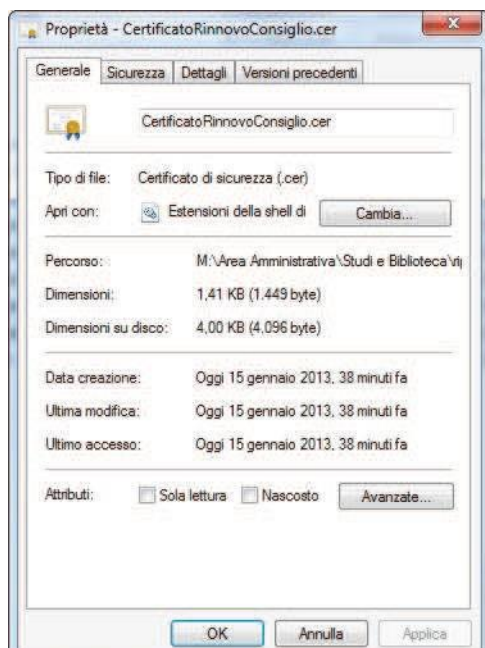 Proprietà - CertificatoRinnovoConsiglio.cer
Generale Sicurezza Dettagli Versioni precedenti
CertificatoRinnovoConsiglio.cer
Tipo di file: Certificato di sicurezza (.cer)
Apri con: Estensioni della shell di Cambia...
Percorso: M:\Area Amministrativa\Studi e Biblioteca\rip
Dimensioni: 1,41 KB (1.449 byte)
Dimensioni su disco: 4,00 KB (4.096 byte)
Data creazione: Oggi 15 gennaio 2013, 38 minuti fa
Ultima modifica: Oggi 15 gennaio 2013, 38 minuti fa
Ultimo accesso: Oggi 15 gennaio 2013, 38 minuti fa
Attributi: Sola lettura Nascosto Avanzate...
OK Annulla Applica